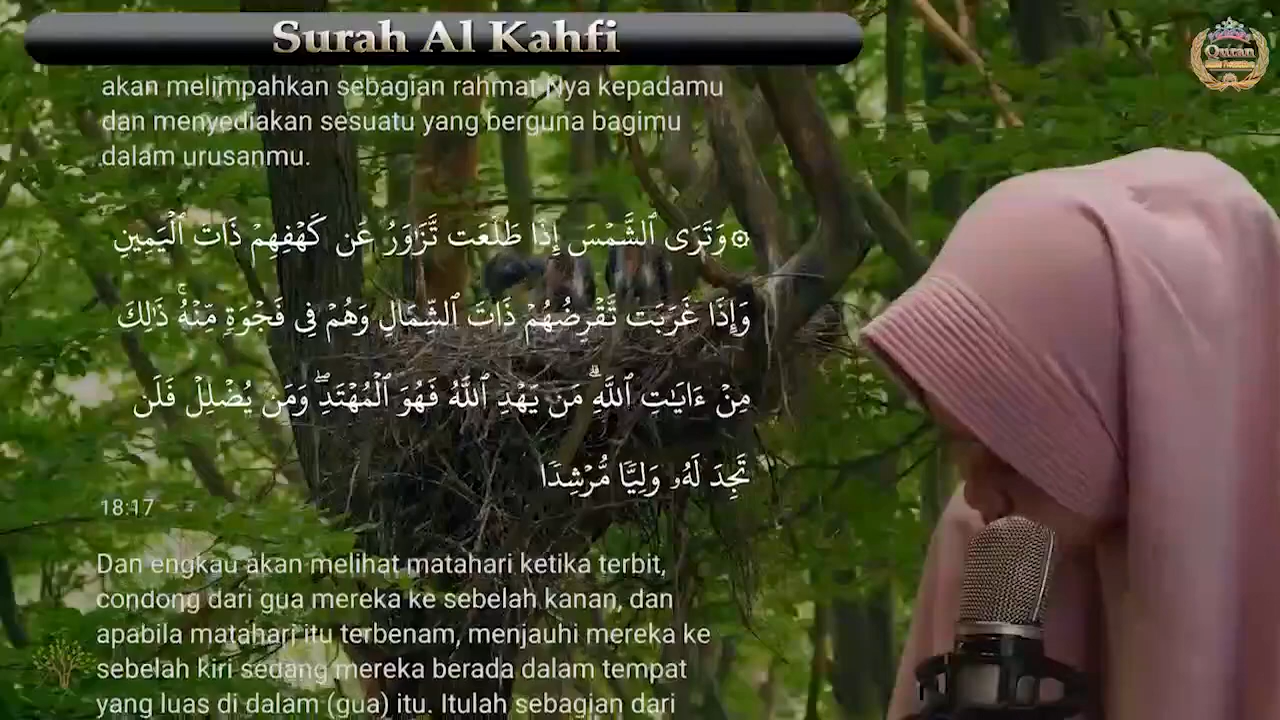 Surah Al Kahfi
Quran
akan melimpahkan sebagian rahmat-Nya kepadamu
dan menyediakan sesuatu yang berguna bagimu
dalam urusanmu.
۞ وَتَرَى ٱلشَّمْسَ إِذَا طَلَعَت تَّزَٰوَرُ عَن كَهْفِهِمْ ذَاتَ ٱلْيَمِينِ
وَإِذَا غَرَبَت تَّقْرِضُهُمْ ذَاتَ ٱلشِّمَالِ وَهُمْ فِى فَجْوَةٍ مِّنْهُ ۚ ذَٰلِكَ
مِنْ ءَايَٰتِ ٱللَّهِ ۗ مَن يَهْدِ ٱللَّهُ فَهُوَ ٱلْمُهْتَدِ ۖ وَمَن يُضْلِلْ فَلَن
تَجِدَ لَهُۥ وَلِيًّا مُّرْشِدًا
18:17
Dan engkau akan melihat matahari ketika terbit,
condong dari gua mereka ke sebelah kanan, dan
apabila matahari itu terbenam, menjauhi mereka ke
sebelah kiri sedang mereka berada dalam tempat
yang luas di dalam (gua) itu. Itulah sebagian dari